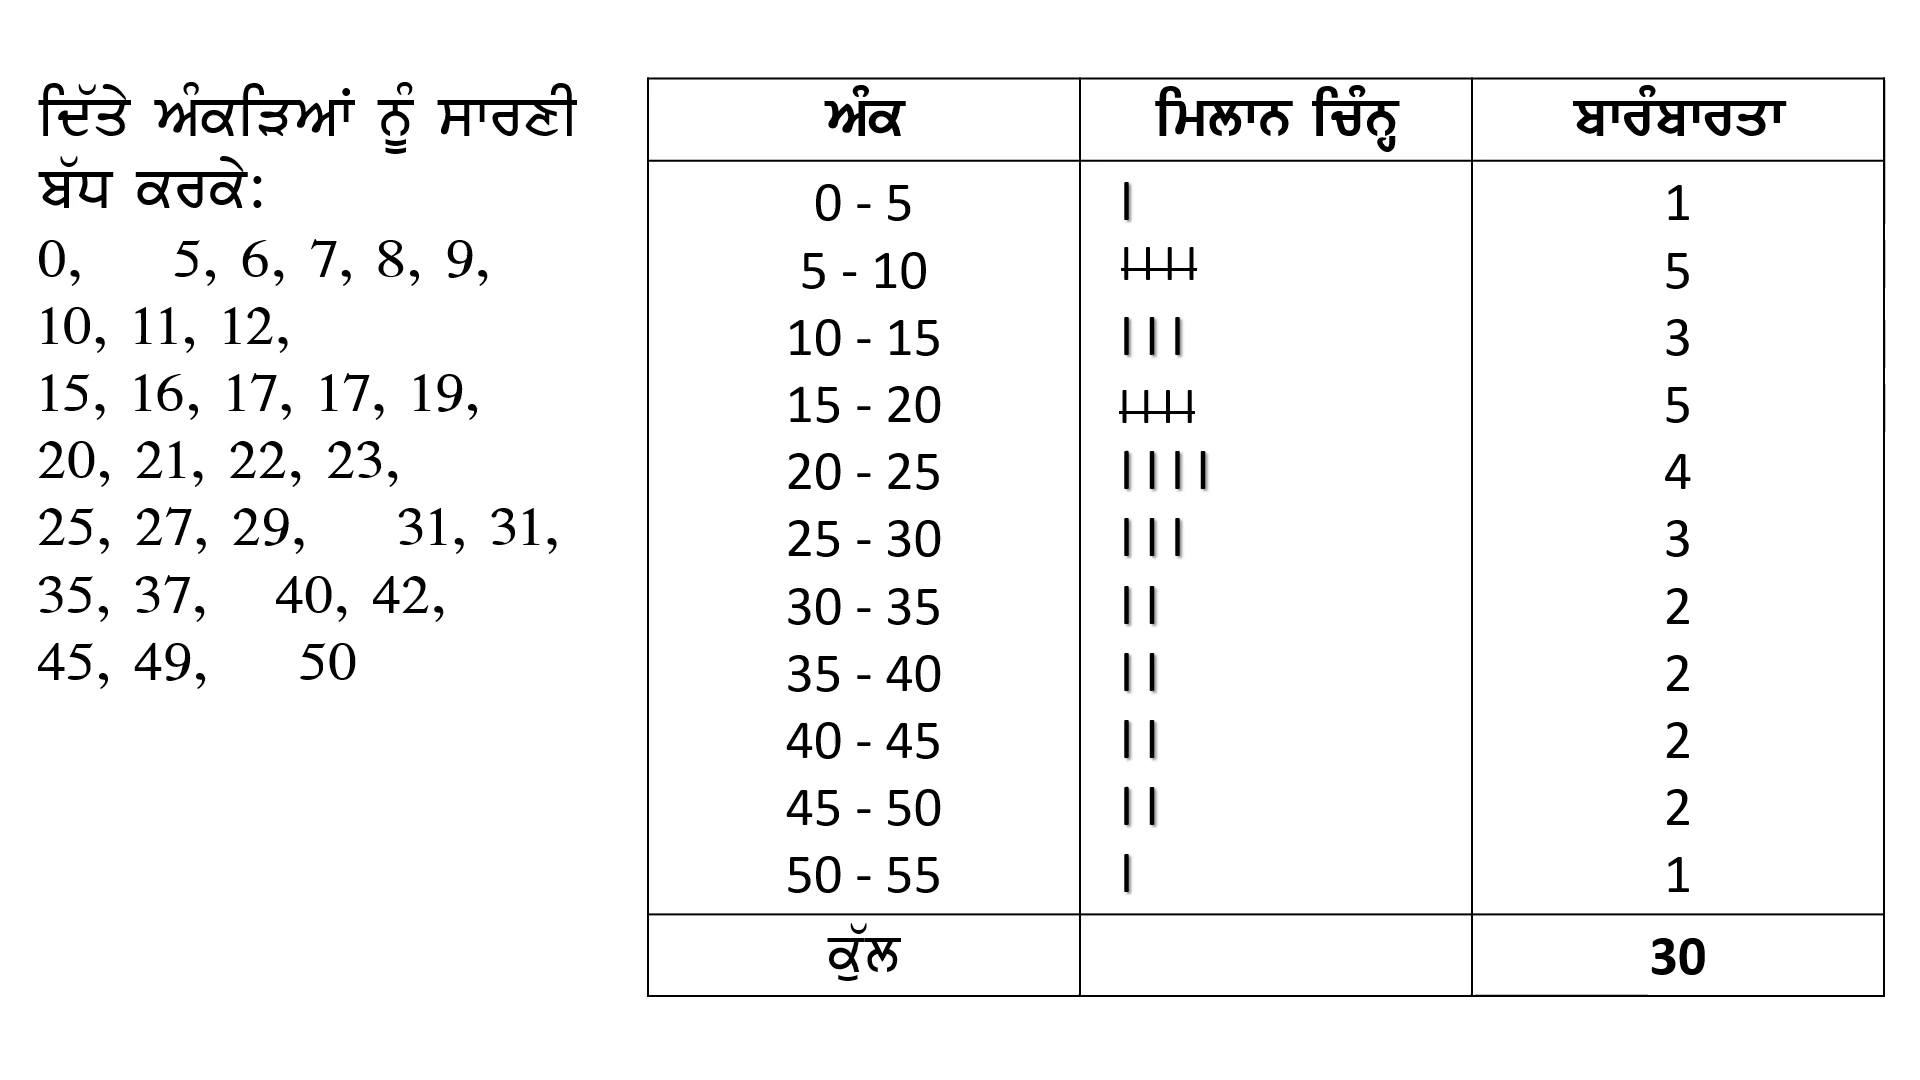 ਦਿੱਤੇ ਅੰਕੜਿਆਂ ਨੂੰ ਸਾਰਣੀ
ਬੱਧ ਕਰਕੇ:
0, 5, 6, 7, 8, 9,
10, 11, 12,
15, 16, 17, 17, 19,
20, 21, 22, 23,
25, 27, 29, 31, 31,
35, 37, 40, 42,
45, 49, 50
ਅੰਕ ਮਿਲਾਨ ਚਿੰਨ੍ਹ ਬਾਰੰਬਾਰਤਾ
0 - 5 | 1
5 - 10 5
10 - 15 ||| 3
15 - 20 5
20 - 25 |||| 4
25 - 30 ||| 3
30 - 35 || 2
35 - 40 || 2
40 - 45 || 2
45 - 50 || 2
50 - 55 | 1
ਕੁੱਲ 30